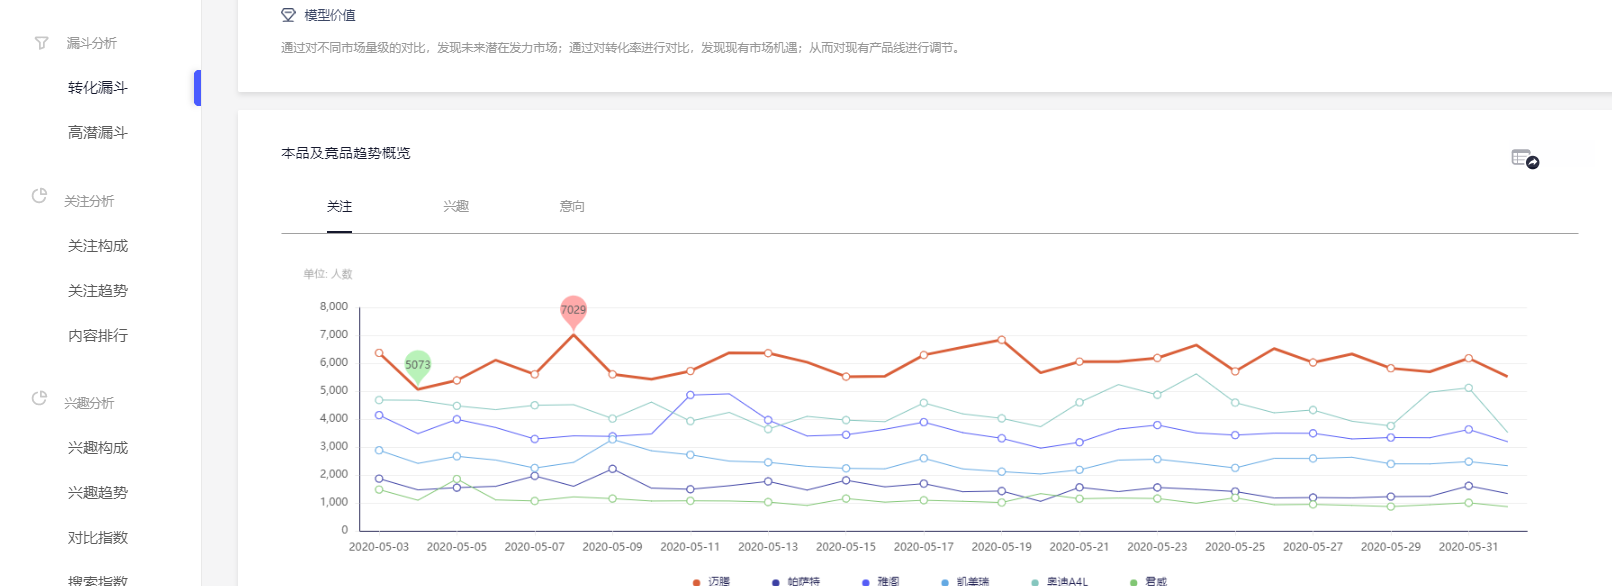 漏斗分析
转化漏斗
高潜漏斗
关注分析
关注构成
关注趋势
内容排行
兴趣分析
兴趣构成
兴趣趋势
对比指数
搜索指数
模型价值
通过对不同市场量级的对比，发现未来潜在发力市场；通过对转化率进行对比，发现现有市场机遇；从而对现有产品线进行调节。
本品及竞品趋势概览
关注 兴趣 意向
单位: 人数
8,000
7,000
6,000
5,000
4,000
3,000
2,000
1,000
0
7029
5073
2020-05-03 2020-05-05 2020-05-07 2020-05-09 2020-05-11 2020-05-13 2020-05-15 2020-05-17 2020-05-19 2020-05-21 2020-05-23 2020-05-25 2020-05-27 2020-05-29 2020-05-31
迈腾 帕萨特 雅阁 凯美瑞 奥迪A4L 君威